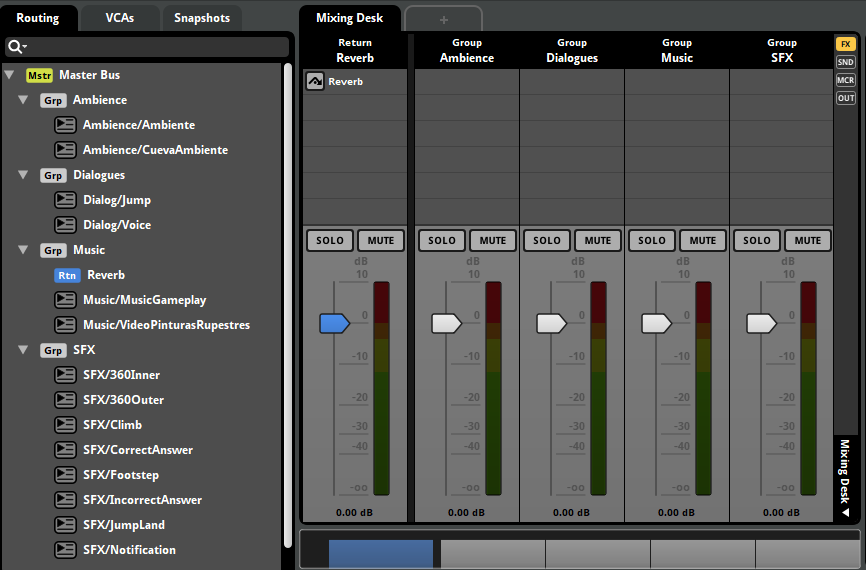 Routing
VCAs
Snapshots
Mstr Master Bus
Grp Ambience
Ambience/Ambiente
Ambience/CuevaAmbiente
Grp Dialogues
Dialog/Jump
Dialog/Voice
Grp Music
Rtn Reverb
Music/MusicGameplay
Music/VideoPinturasRupestres
Grp SFX
SFX/360Inner
SFX/360Outer
SFX/Climb
SFX/CorrectAnswer
SFX/Footstep
SFX/IncorrectAnswer
SFX/JumpLand
SFX/Notification
Mixing Desk
+
Return
Reverb
Reverb
SOLO MUTE
dB
10
0
-10
-20
-30
-40
-oo
0.00 dB
Group
Ambience
SOLO MUTE
dB
10
0
-10
-20
-30
-40
-oo
0.00 dB
Group
Dialogues
SOLO MUTE
dB
10
0
-10
-20
-30
-40
-oo
0.00 dB
Group
Music
SOLO MUTE
dB
10
0
-10
-20
-30
-40
-oo
0.00 dB
Group
SFX
SOLO MUTE
dB
10
0
-10
-20
-30
-40
-oo
0.00 dB
FX
SND
MCR
OUT
Mixing Desk